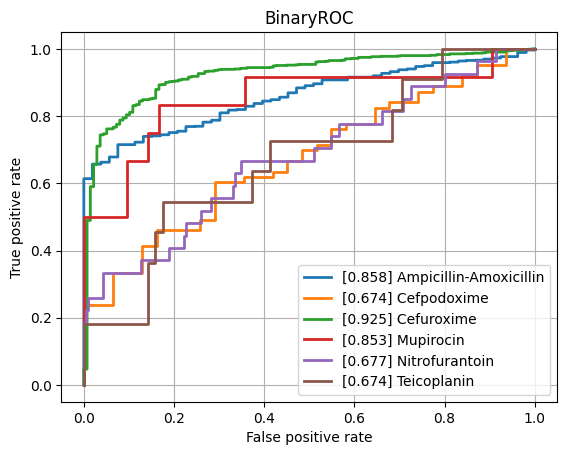 BinaryROC
True positive rate
1.0
0.8
0.6
0.4
0.2
0.0
[0.858] Ampicillin-Amoxicillin
[0.674] Cefpodoxime
[0.925] Cefuroxime
[0.853] Mupirocin
[0.677] Nitrofurantoin
[0.674] Teicoplanin
0.0 0.2 0.4 0.6 0.8 1.0
False positive rate